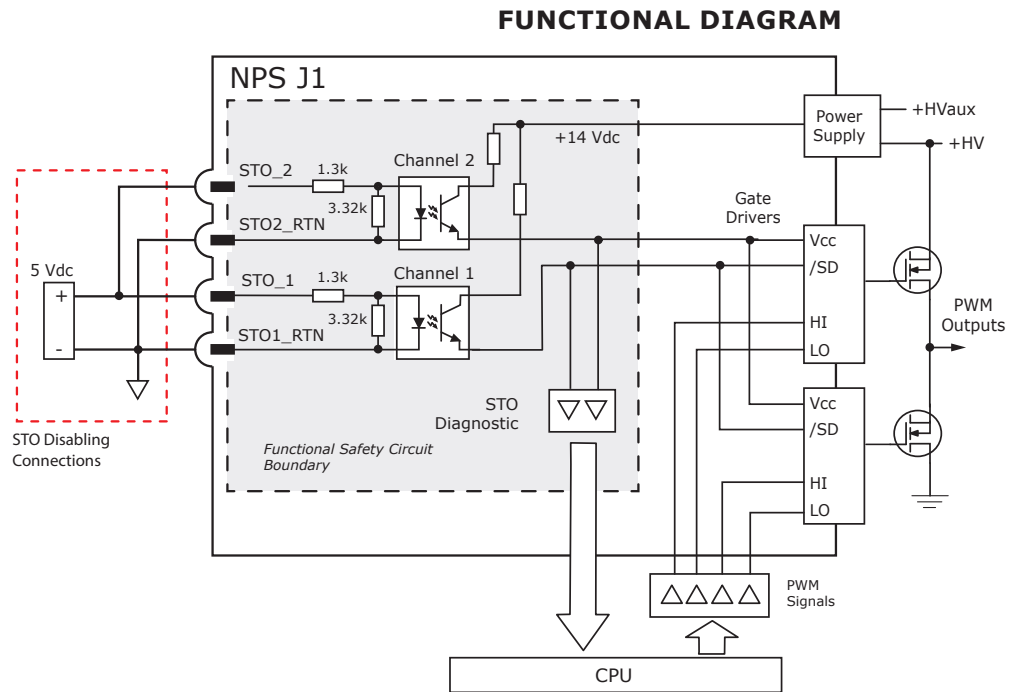 FUNCTIONAL DIAGRAM
NPS J1
+14 Vdc
Power
Supply
+HVaux
+HV
STO_2
1.3k
Channel 2
3.32k
STO2_RTN
5 Vdc
+
-
STO_1
1.3k
Channel 1
3.32k
STO1_RTN
Gate
Drivers
Vcc
/SD
HI
LO
PWM
Outputs
Vcc
/SD
HI
LO
STO
Diagnostic
Functional Safety Circuit
Boundary
STO Disabling
Connections
PWM
Signals
CPU